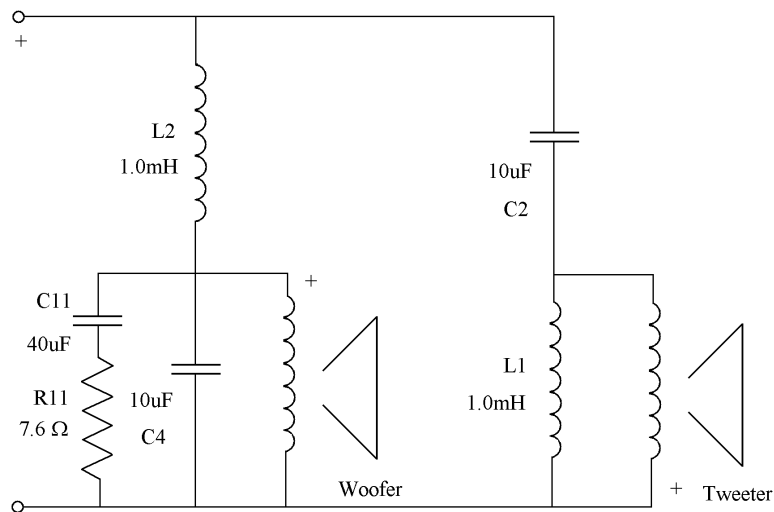 +
L2
1.0mH
10uF
C2
+
C11
40uF
R11
7.6 Ω
10uF
C4
L1
1.0mH
Woofer
+ Tweeter